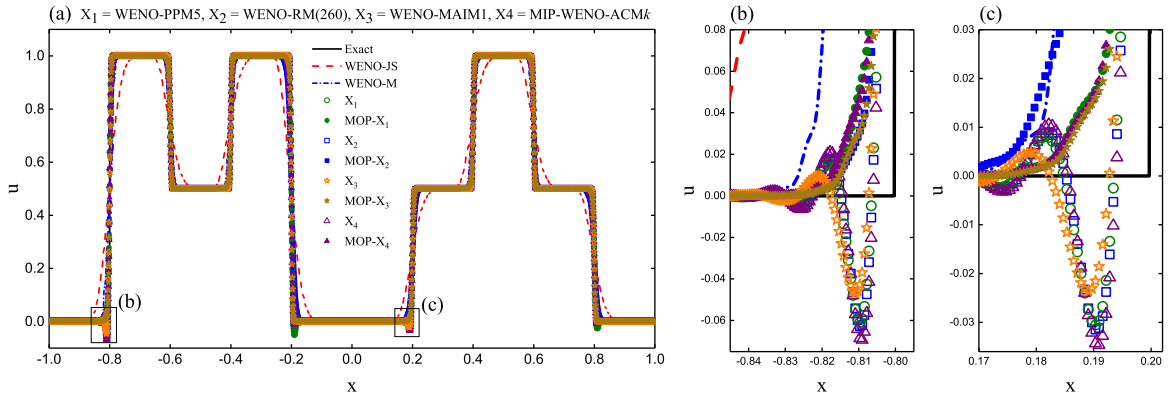 (a) X1 = WENO-PPM5, X2 = WENO-RM(260), X3 = WENO-MAIM1, X4 = MIP-WENO-ACMk
Exact
WENO-JS
WENO-M
X1
MOP-X1
X2
MOP-X2
X3
MOP-X3
X4
MOP-X4
(b)
(c)
1.0
0.8
0.6
0.4
0.2
0.0
u
-1.0 -0.8 -0.6 -0.4 -0.2 0.0 0.2 0.4 0.6 0.8 1.0
x
(b)
0.08
0.06
0.04
0.02
0.00
-0.02
-0.04
-0.06
u
-0.84 -0.83 -0.82 -0.81 -0.80
x
(c)
0.03
0.02
0.01
0.00
-0.01
-0.02
-0.03
u
0.17 0.18 0.19 0.20
x